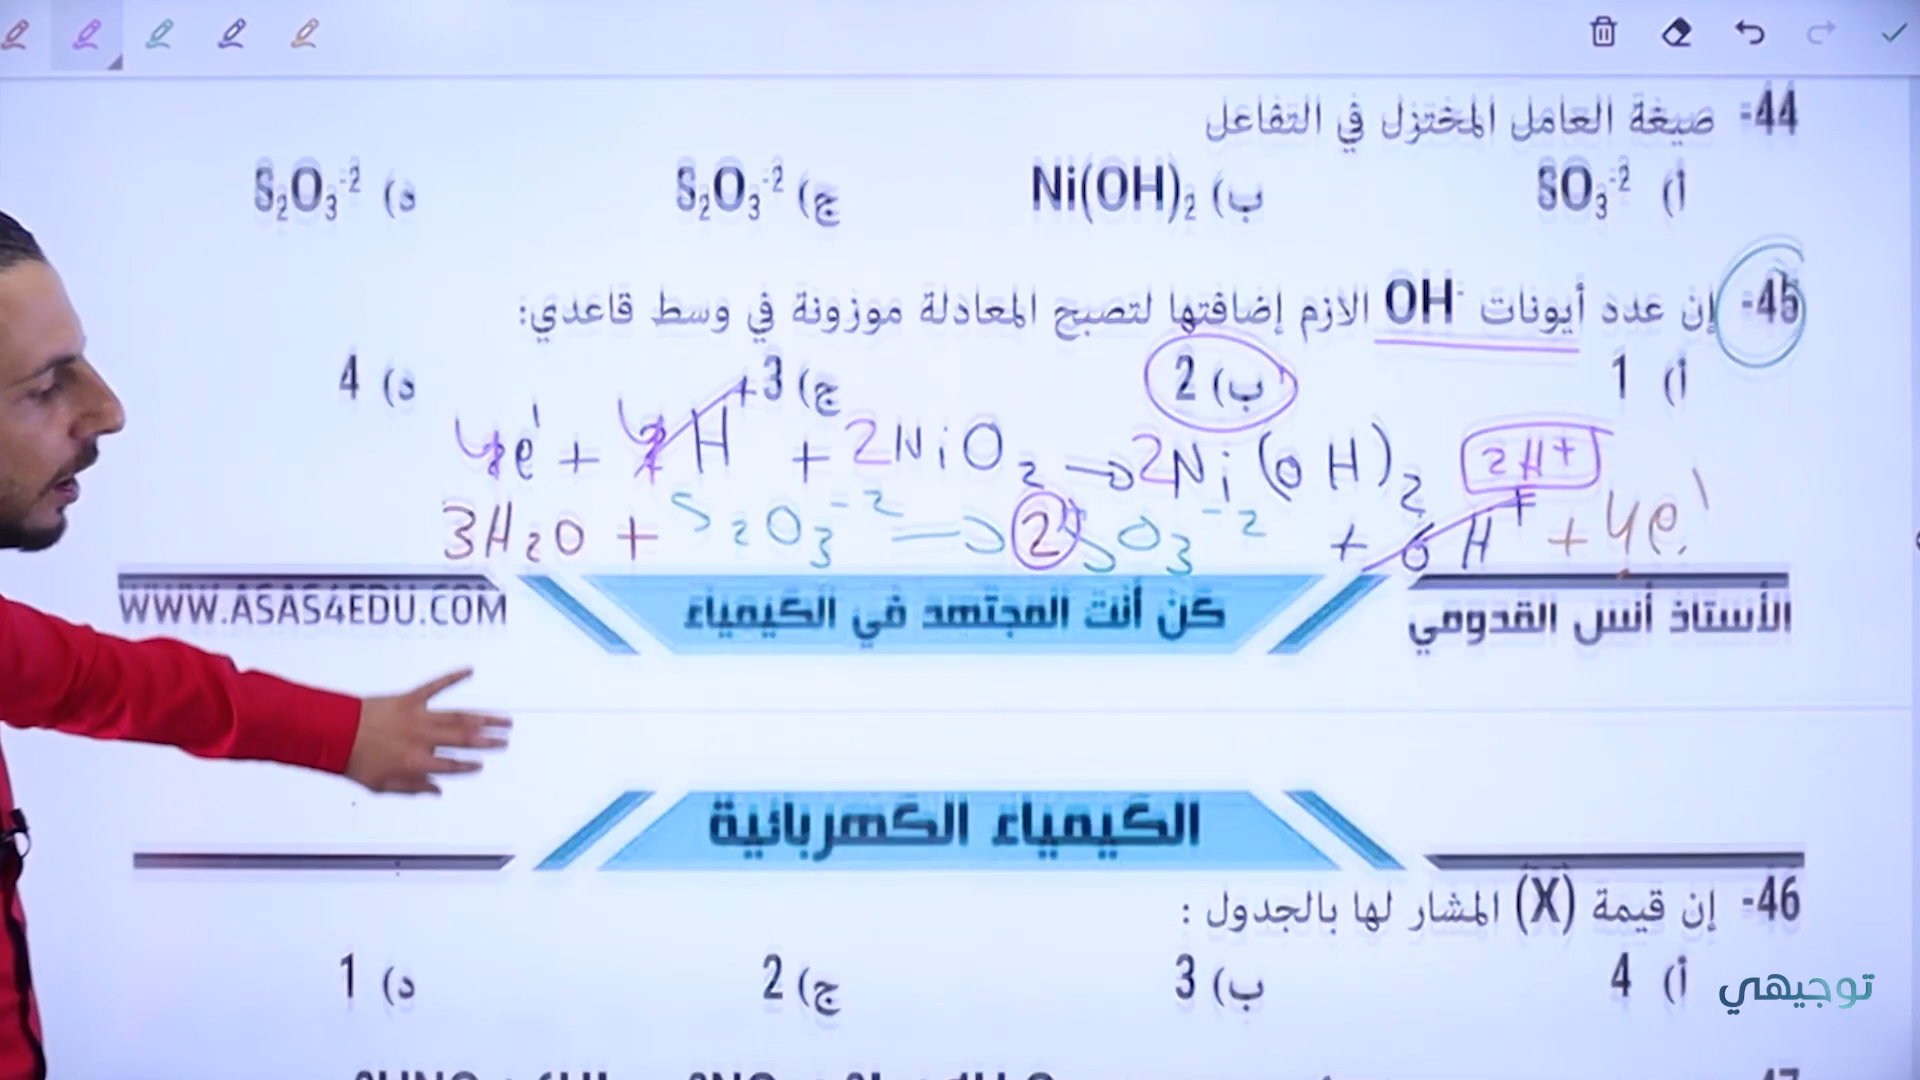 44- صيغة العامل المختزل في التفاعل
أ) SO₃⁻² ب) Ni(OH)₂ ج) S₂O₃⁻² د) S₂O₃⁻²
45- إن عدد أيونات OH⁻ الازم إضافتها لتصبح المعادلة موزونة في وسط قاعدي:
أ) 1 ب) 2 ج) 3 د) 4
4e⁻ + 4H⁺ + 2NiO₂ → 2Ni(OH)₂ 2H⁺
3H₂O + S₂O₃⁻² → 2SO₃⁻² + 6H⁺ + 4e⁻
WWW.ASAS4EDU.COM
كن أنت المجتهد في الكيمياء
الأستاذ أنس القدومي
الكيمياء الكهربائية
46- إن قيمة (X) المشار لها بالجدول :
أ) 4 ب) 3 ج) 2 د) 1
توجيهي